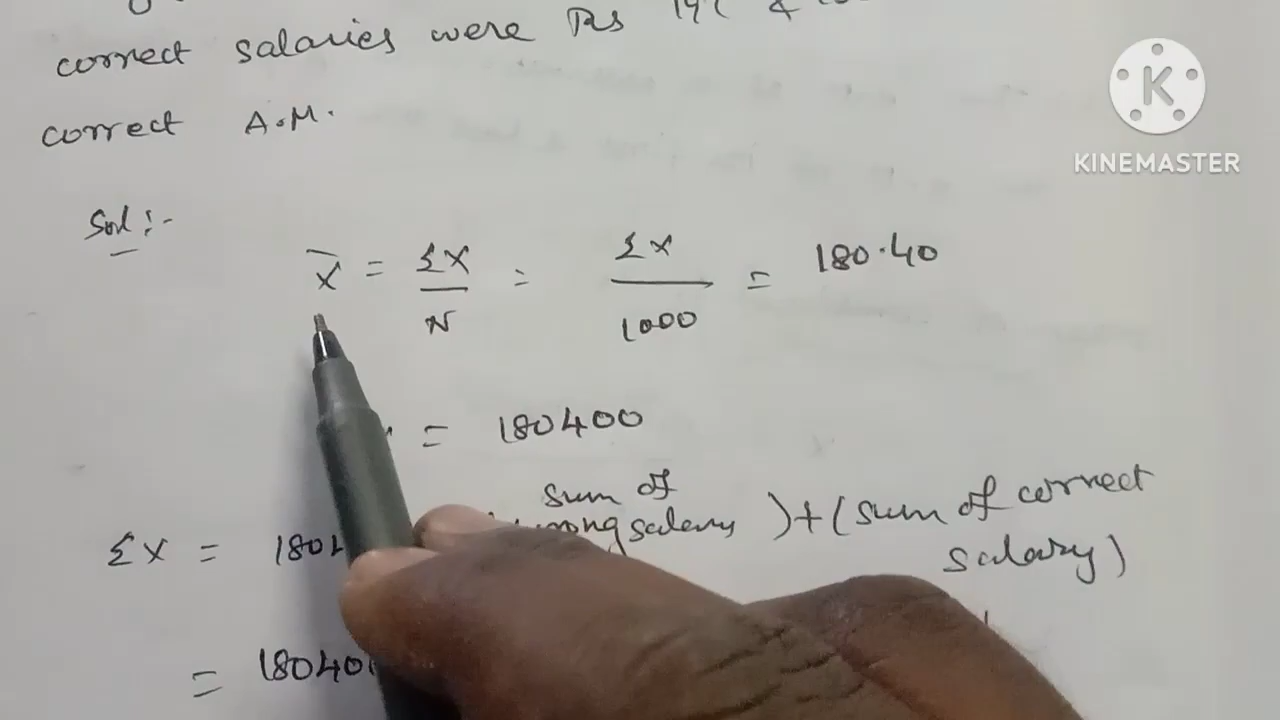 correct salaries were Rs
correct A.M.
KINEMASTER
Sol :-
X̄ = ΣX / N = ΣX / 1000 = 180.40
= 180400
ΣX = 180 sum of wrong salary ) + ( sum of correct salary )
= 18040